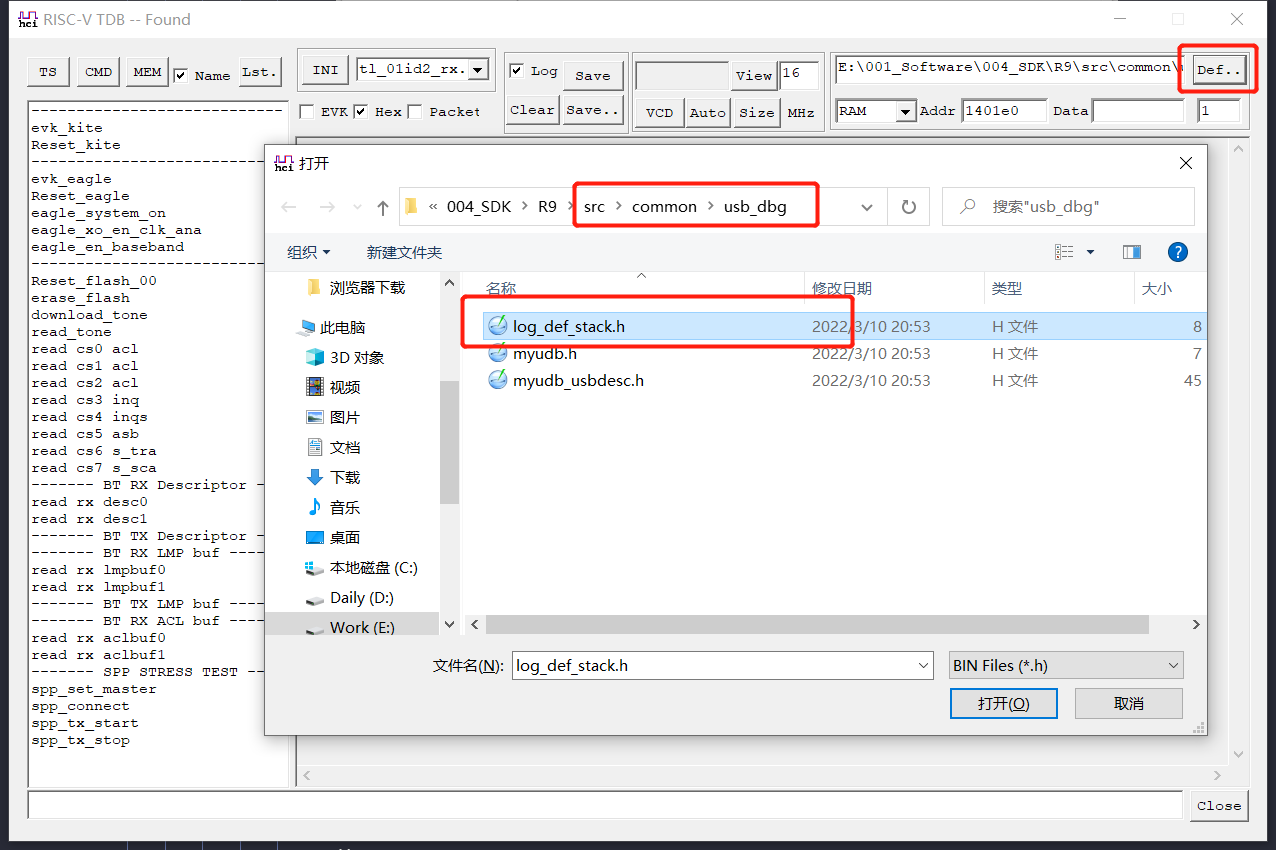 RISC-V TDB -- Found
TS CMD MEM Name Lst.
INI tl_01id2_rx.
EVK Hex Packet
Log Save
Clear Save..
View 16
VCD Auto Size MHz
E:\001_Software\004_SDK\R9\src\common\ Def..
RAM Addr 1401e0 Data 1
----------------------------
evk_kite
Reset_kite
----------------------------
evk_eagle
Reset_eagle
eagle_system_on
eagle_xo_en_clk_ana
eagle_en_baseband
----------------------------
Reset_flash_00
erase_flash
download_tone
read_tone
read cs0 acl
read cs1 acl
read cs2 acl
read cs3 inq
read cs4 inqs
read cs5 asb
read cs6 s_tra
read cs7 s_sca
------- BT RX Descriptor -
read rx desc0
read rx desc1
------- BT TX Descriptor -
------- BT RX LMP buf ----
read rx lmpbuf0
read rx lmpbuf1
------- BT TX LMP buf ----
------- BT RX ACL buf ----
read rx aclbuf0
read rx aclbuf1
------- SPP STRESS TEST --
spp_set_master
spp_connect
spp_tx_start
spp_tx_stop
hci 打开
« 004_SDK > R9 > src > common > usb_dbg
搜索"usb_dbg"
组织 新建文件夹
浏览器下载
此电脑
3D 对象
视频
图片
文档
下载
音乐
桌面
本地磁盘 (C:)
Daily (D:)
Work (E:)
名称 修改日期 类型 大小
log_def_stack.h 2022/3/10 20:53 H 文件 8
myudb.h 2022/3/10 20:53 H 文件 7
myudb_usbdesc.h 2022/3/10 20:53 H 文件 45
文件名(N): log_def_stack.h BIN Files (*.h)
打开(O) 取消
Close